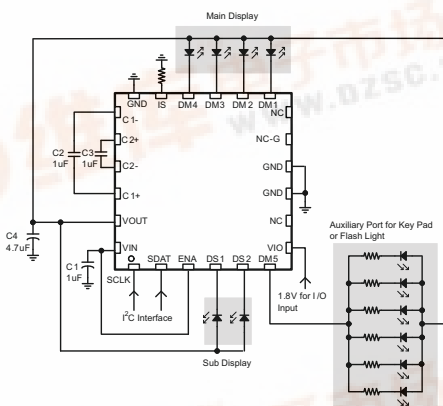 Main Display
GND IS DM4 DM3 DM2 DM1
C1- NC
C2+ NC-G
C2 1uF C3 1uF
C2- GND
C1+ GND
VOUT NC
C4 4.7uF
VIN VIO
C1 1uF
SCLK SDAT ENA DS1 DS2 DM5
I2C Interface
1.8V for I/O Input
Sub Display
Auxiliary Port for Key Pad or Flash Light